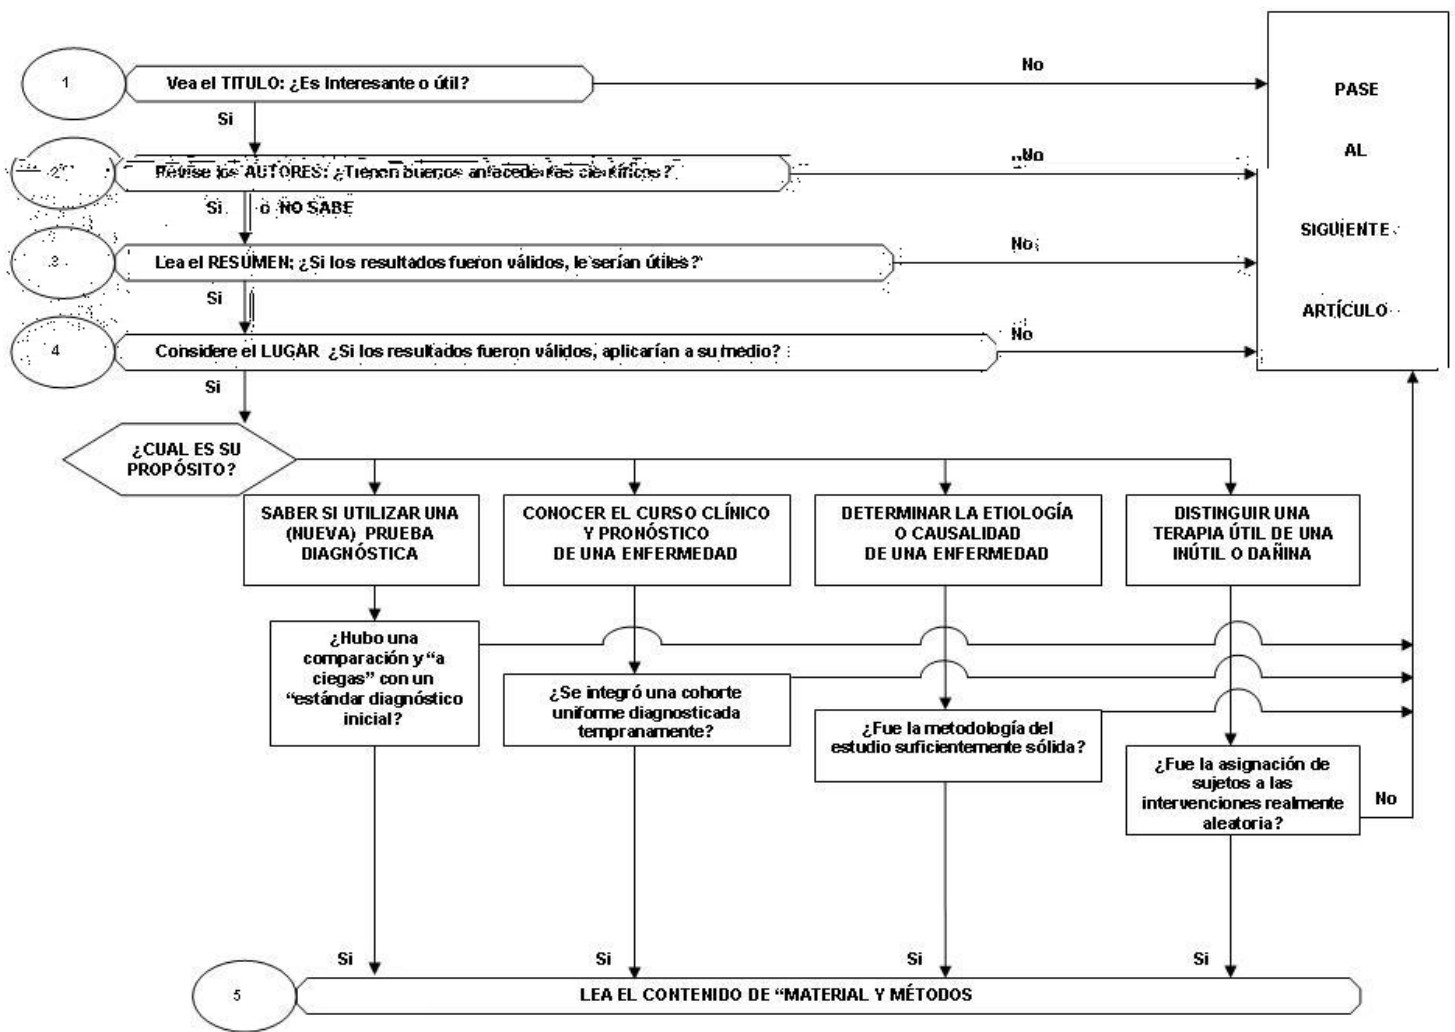 1
Vea el TITULO: ¿Es Interesante o útil?
No
Si
2
Revise los AUTORES: ¿Tienen buenos antecedentes científicos?
No
Si o NO SABE
3
Lea el RESUMEN: ¿Si los resultados fueron válidos, le serían útiles?
No
Si
4
Considere el LUGAR ¿Si los resultados fueron válidos, aplicarían a su medio?
No
Si
PASE
AL
SIGUIENTE
ARTÍCULO
¿CUAL ES SU
PROPÓSITO?
SABER SI UTILIZAR UNA
(NUEVA) PRUEBA
DIAGNÓSTICA
CONOCER EL CURSO CLÍNICO
Y PRONÓSTICO
DE UNA ENFERMEDAD
DETERMINAR LA ETIOLOGÍA
O CAUSALIDAD
DE UNA ENFERMEDAD
DISTINGUIR UNA
TERAPIA ÚTIL DE UNA
INÚTIL O DAÑINA
¿Hubo una
comparación y “a
ciegas” con un
“estándar diagnóstico
inicial?
¿Se integró una cohorte
uniforme diagnosticada
tempranamente?
¿Fue la metodología del
estudio suficientemente sólida?
¿Fue la asignación de
sujetos a las
intervenciones realmente
aleatoria?
No
Si
Si
Si
Si
5
LEA EL CONTENIDO DE “MATERIAL Y MÉTODOS